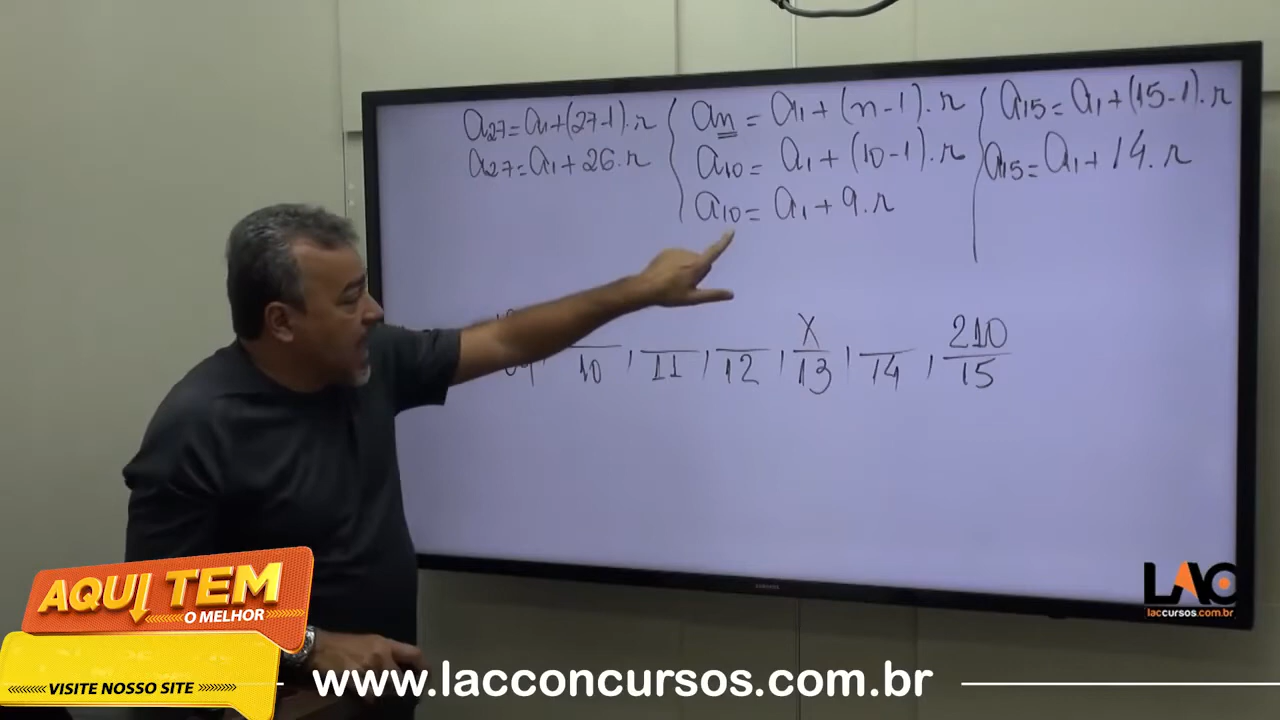 a27=a1+(27-1).r
a27=a1+26.r
an = a1 + (n-1).r
a10 = a1 + (10-1).r
a10 = a1 + 9.r
a15 = a1 + (15-1).r
a15 = a1 + 14.r
X 210
10, 11, 12, 13, 14, 15
SAMSUNG
LAC
laccursos.com.br
AQUI TEM
O MELHOR
VISITE NOSSO SITE
www.lacconcursos.com.br